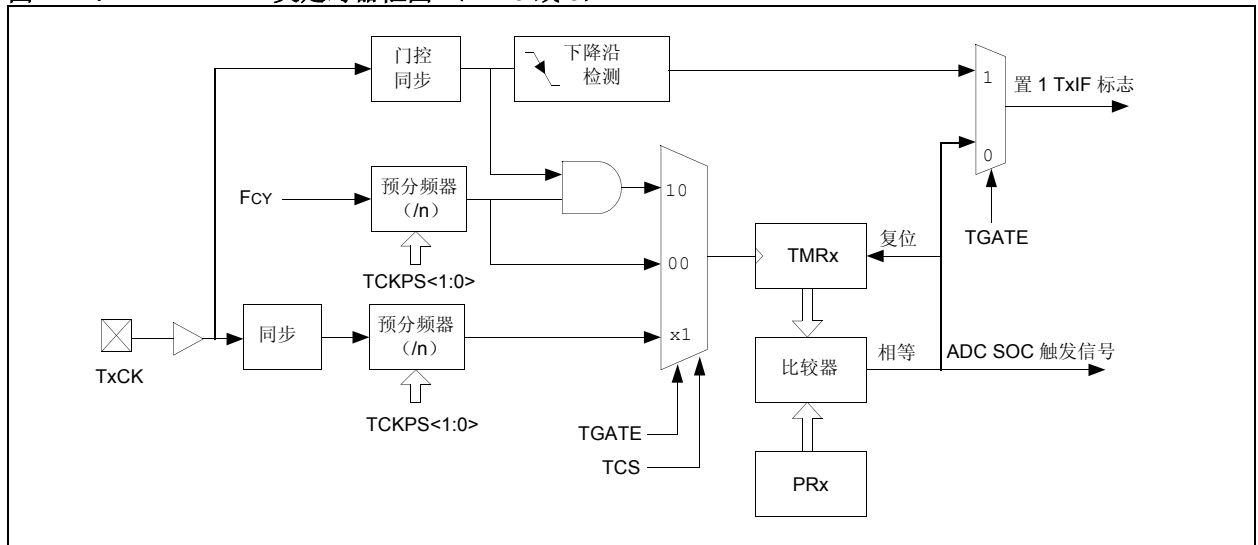 门控
同步
下降沿
检测
1
置 1 TxIF 标志
0
TGATE
FCY
预分频器
（/n）
TCKPS<1:0>
10
00
x1
TMRx
复位
TxCK
同步
预分频器
（/n）
TCKPS<1:0>
比较器
相等
ADC SOC 触发信号
TGATE
TCS
PRx